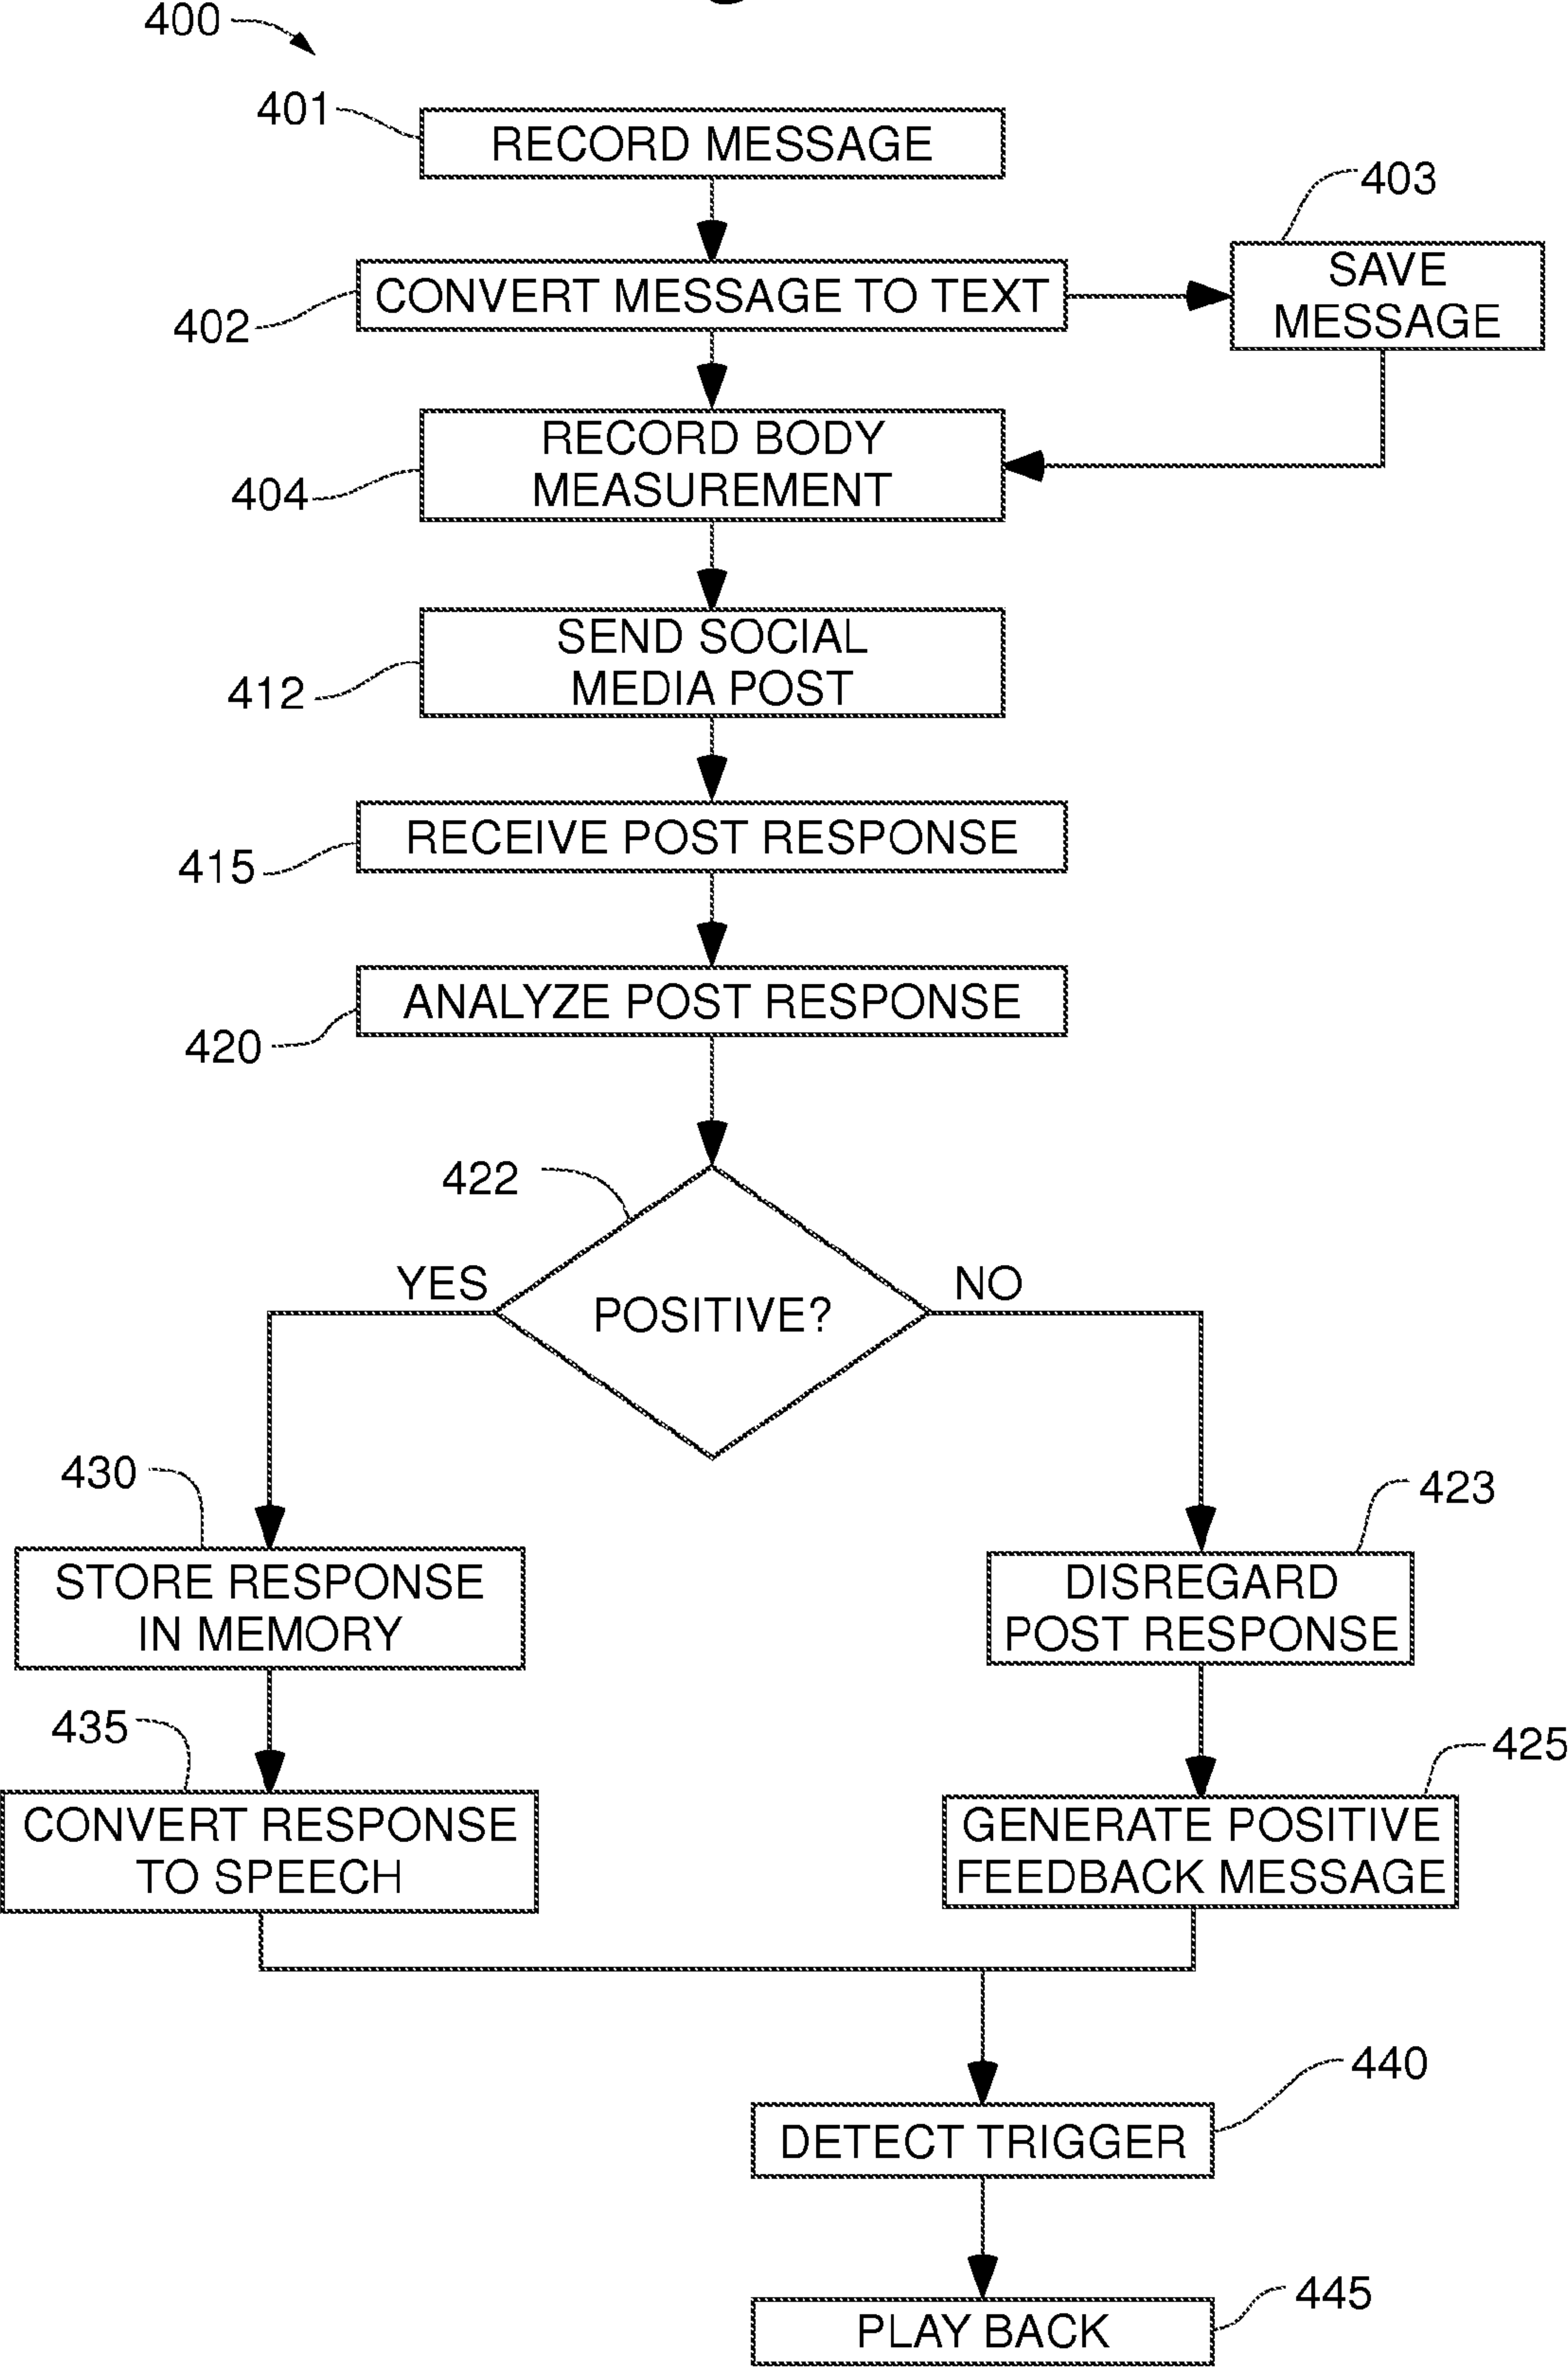 400
401
RECORD MESSAGE
403
SAVE
MESSAGE
CONVERT MESSAGE TO TEXT
402
RECORD BODY
MEASUREMENT
404
SEND SOCIAL
MEDIA POST
412
RECEIVE POST RESPONSE
415
ANALYZE POST RESPONSE
420
422
YES
NO
POSITIVE?
430
423
STORE RESPONSE
IN MEMORY
DISREGARD
POST RESPONSE
435
425
CONVERT RESPONSE
TO SPEECH
GENERATE POSITIVE
FEEDBACK MESSAGE
440
DETECT TRIGGER
445
PLAY BACK